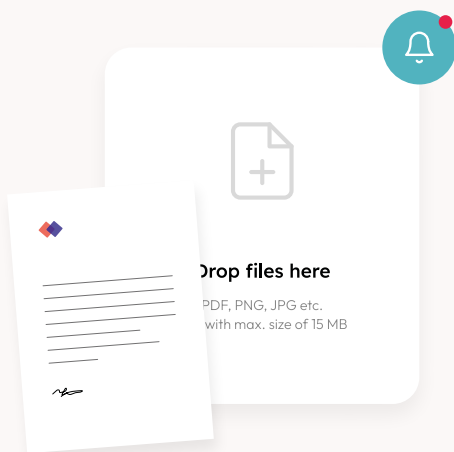 Drop files here
PDF, PNG, JPG etc.
with max. size of 15 MB